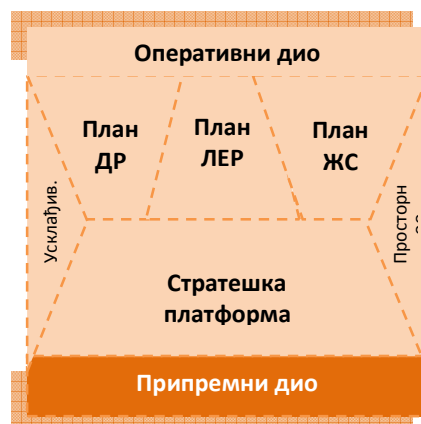 Оперативни дио
План
ДР
План
ЛЕР
План
ЖС
Усклађив.
Просторн
Стратешка
платформа
Припремни дио